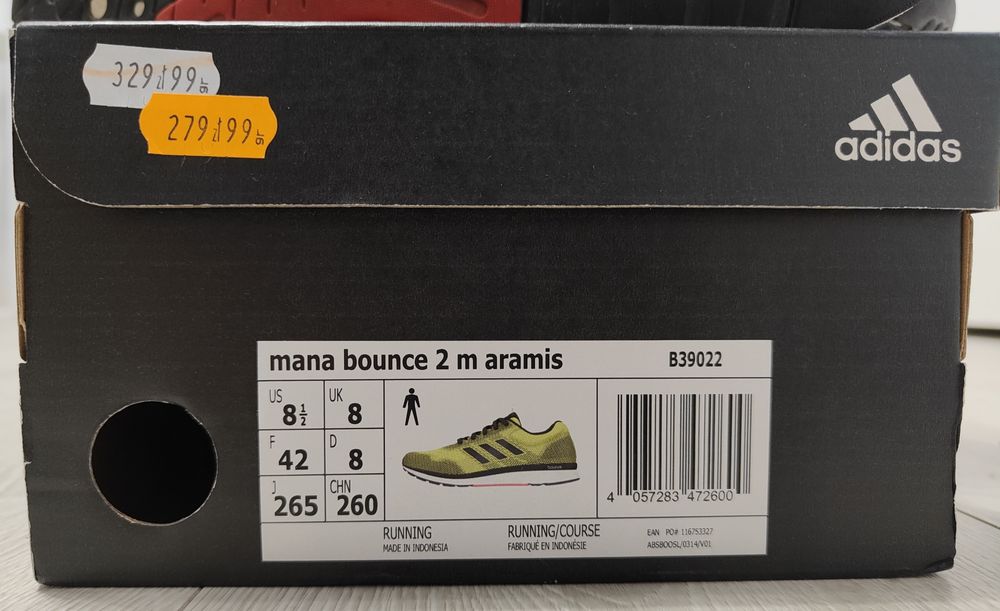 329 zł 99 gr
279 zł 99 gr
adidas
mana bounce 2 m aramis B39022
US 8½ UK 8
F 42 D 8
J 265 CHN 260
bounce
4 057283 472600
RUNNING RUNNING/COURSE
MADE IN INDONESIA FABRIQUÉ EN INDONÉSIE
EAN PO# 116753327
ABSBOOSL/0314/V01